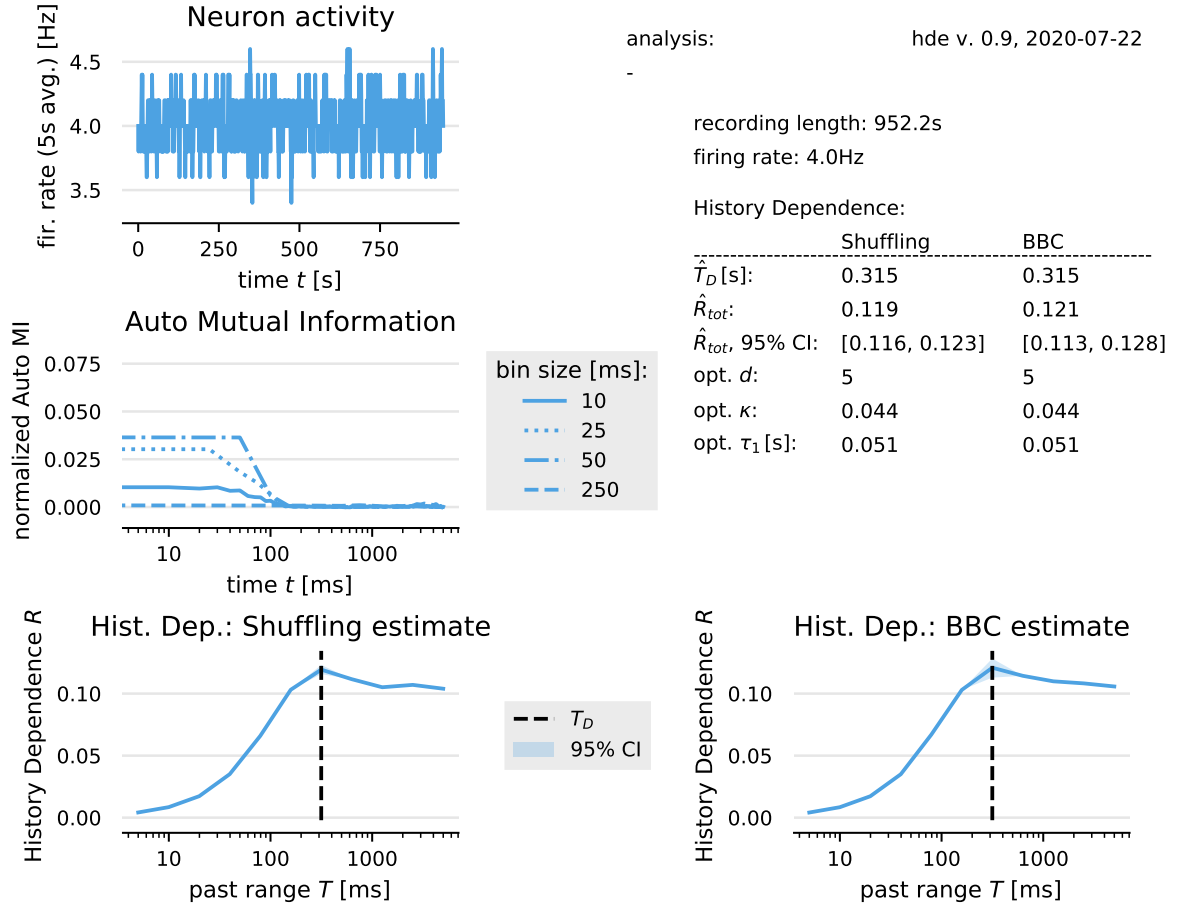 Neuron activity
fir. rate (5s avg.) [Hz]
4.5
4.0
3.5
0 250 500 750
time t [s]
analysis: hde v. 0.9, 2020-07-22
-
recording length: 952.2s
firing rate: 4.0Hz
History Dependence:
Shuffling BBC
T̂_D [s]: 0.315 0.315
R̂_tot: 0.119 0.121
R̂_tot, 95% CI: [0.116, 0.123] [0.113, 0.128]
opt. d: 5 5
opt. κ: 0.044 0.044
opt. τ_1 [s]: 0.051 0.051
Auto Mutual Information
normalized Auto MI
0.075
0.050
0.025
0.000
10 100 1000
time t [ms]
bin size [ms]:
10
25
50
250
Hist. Dep.: Shuffling estimate
History Dependence R
0.10
0.05
0.00
10 100 1000
past range T [ms]
T_D
95% CI
Hist. Dep.: BBC estimate
History Dependence R
0.10
0.05
0.00
10 100 1000
past range T [ms]